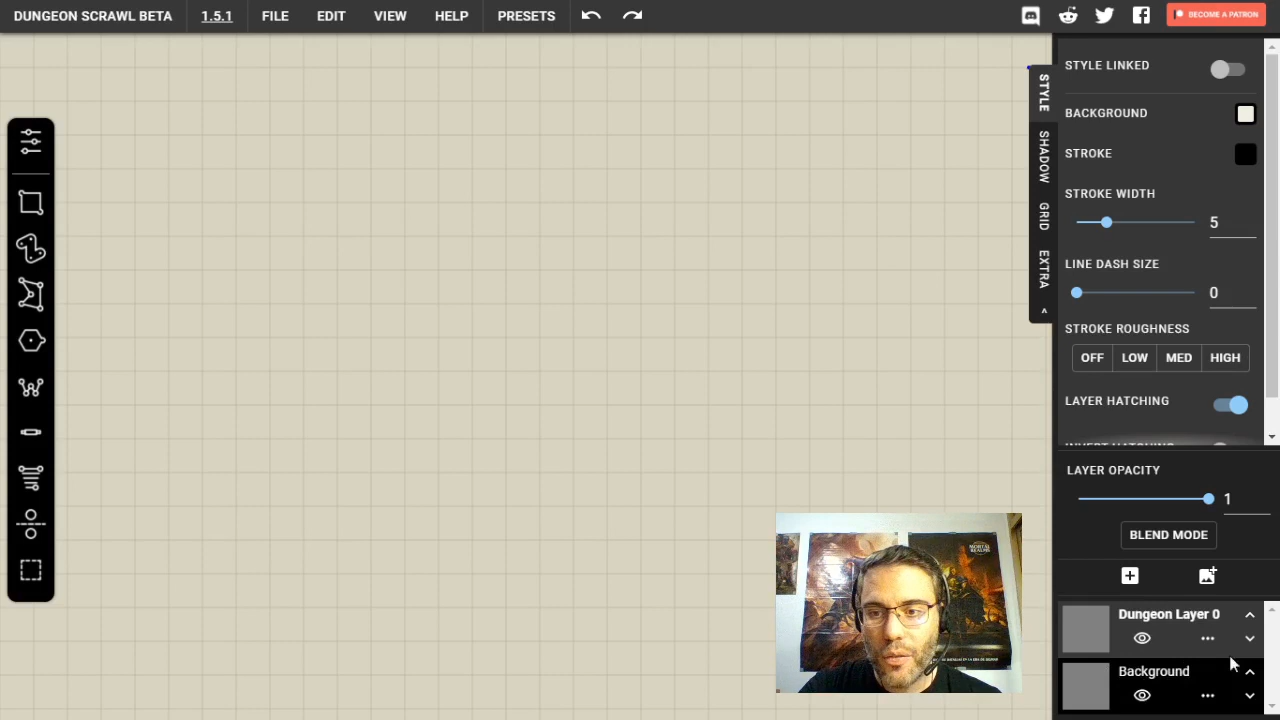 DUNGEON SCRAWL BETA
1.5.1
FILE
EDIT
VIEW
HELP
PRESETS
BECOME A PATRON
STYLE
SHADOW
GRID
EXTRA
STYLE LINKED
BACKGROUND
STROKE
STROKE WIDTH
5
LINE DASH SIZE
0
STROKE ROUGHNESS
OFF LOW MED HIGH
LAYER HATCHING
LAYER OPACITY
1
BLEND MODE
Dungeon Layer 0
Background
MORTAL
REALMS